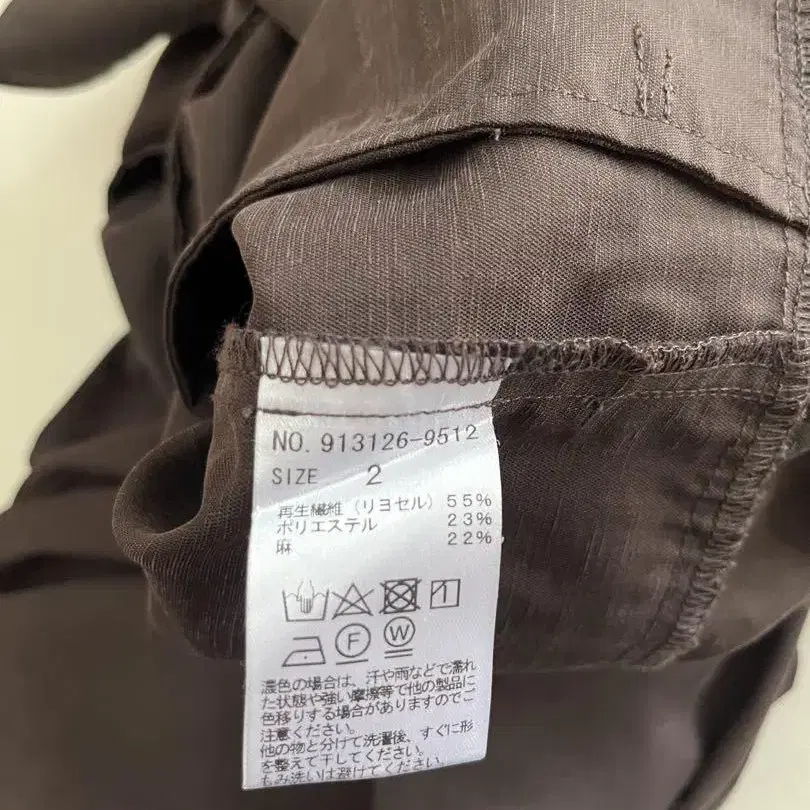 NO. 913126-9512
SIZE 2
再生繊維（リヨセル）55%
ポリエステル 23%
麻 22%
F W
濃色の場合は、汗や雨などで濡れ
た状態や強い摩擦等で他の製品に
色移りする場合がありますのでご
注意ください。
他の物と分けて洗濯後、すぐに形
を整えて干してください。
もみ洗いは避けてください。